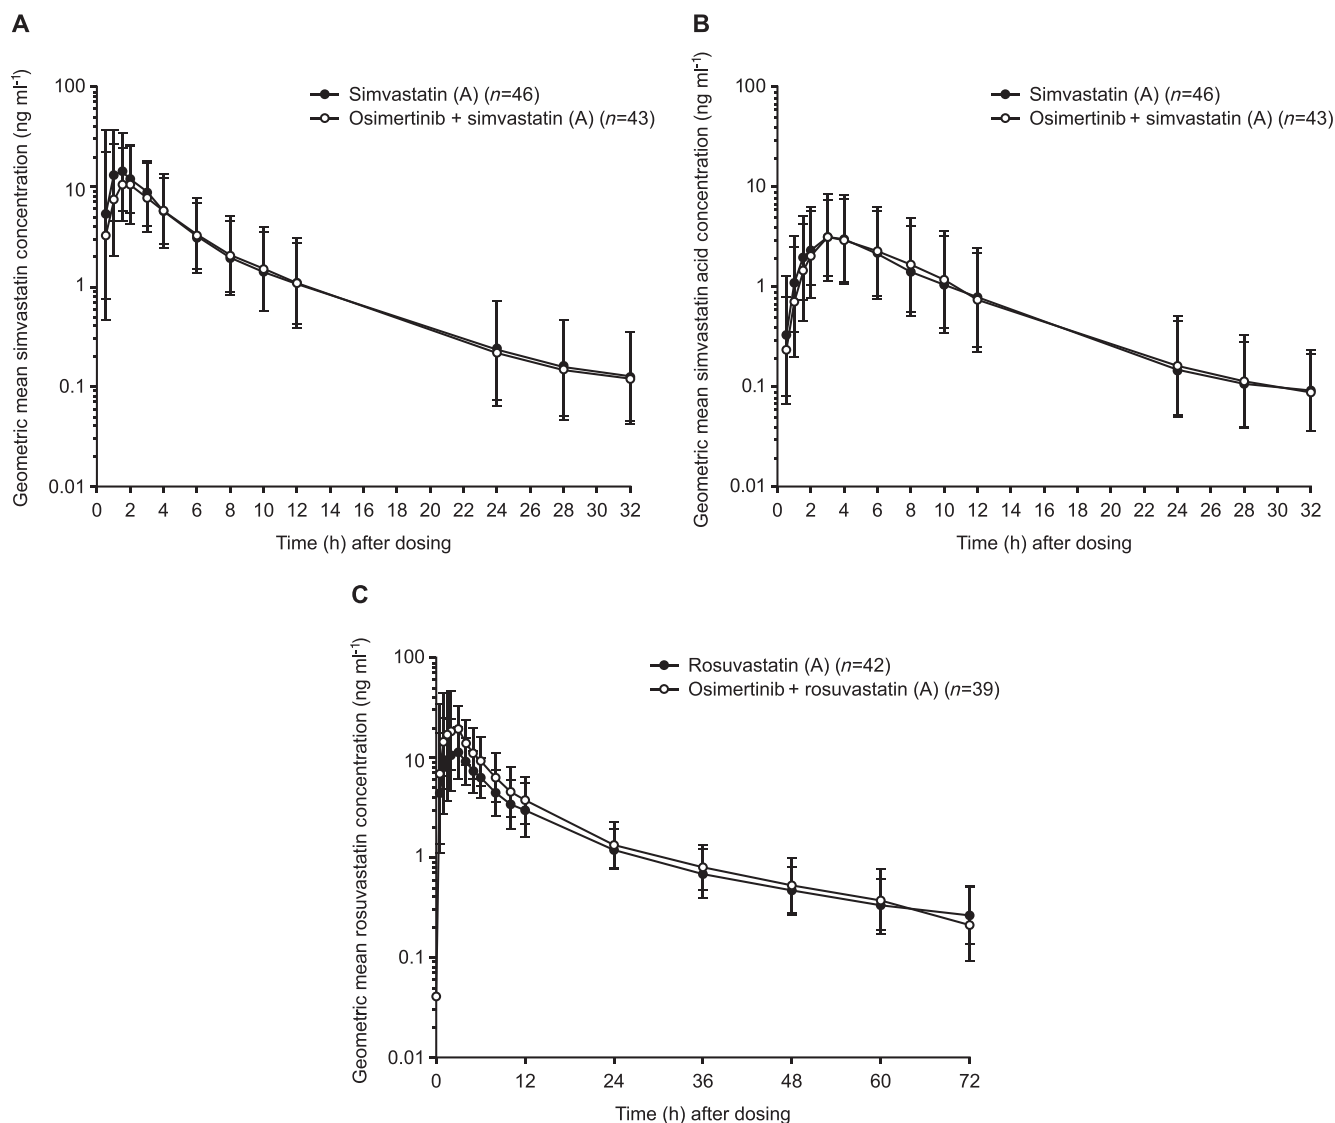 A
Geometric mean simvastatin concentration (ng ml⁻¹)
100
10
1
0.1
0.01
Simvastatin (A) (n=46)
Osimertinib + simvastatin (A) (n=43)
0 2 4 6 8 10 12 14 16 18 20 22 24 26 28 30 32
Time (h) after dosing
B
Geometric mean simvastatin acid concentration (ng ml⁻¹)
100
10
1
0.1
0.01
Simvastatin (A) (n=46)
Osimertinib + simvastatin (A) (n=43)
0 2 4 6 8 10 12 14 16 18 20 22 24 26 28 30 32
Time (h) after dosing
C
Geometric mean rosuvastatin concentration (ng ml⁻¹)
100
10
1
0.1
0.01
Rosuvastatin (A) (n=42)
Osimertinib + rosuvastatin (A) (n=39)
0 12 24 36 48 60 72
Time (h) after dosing